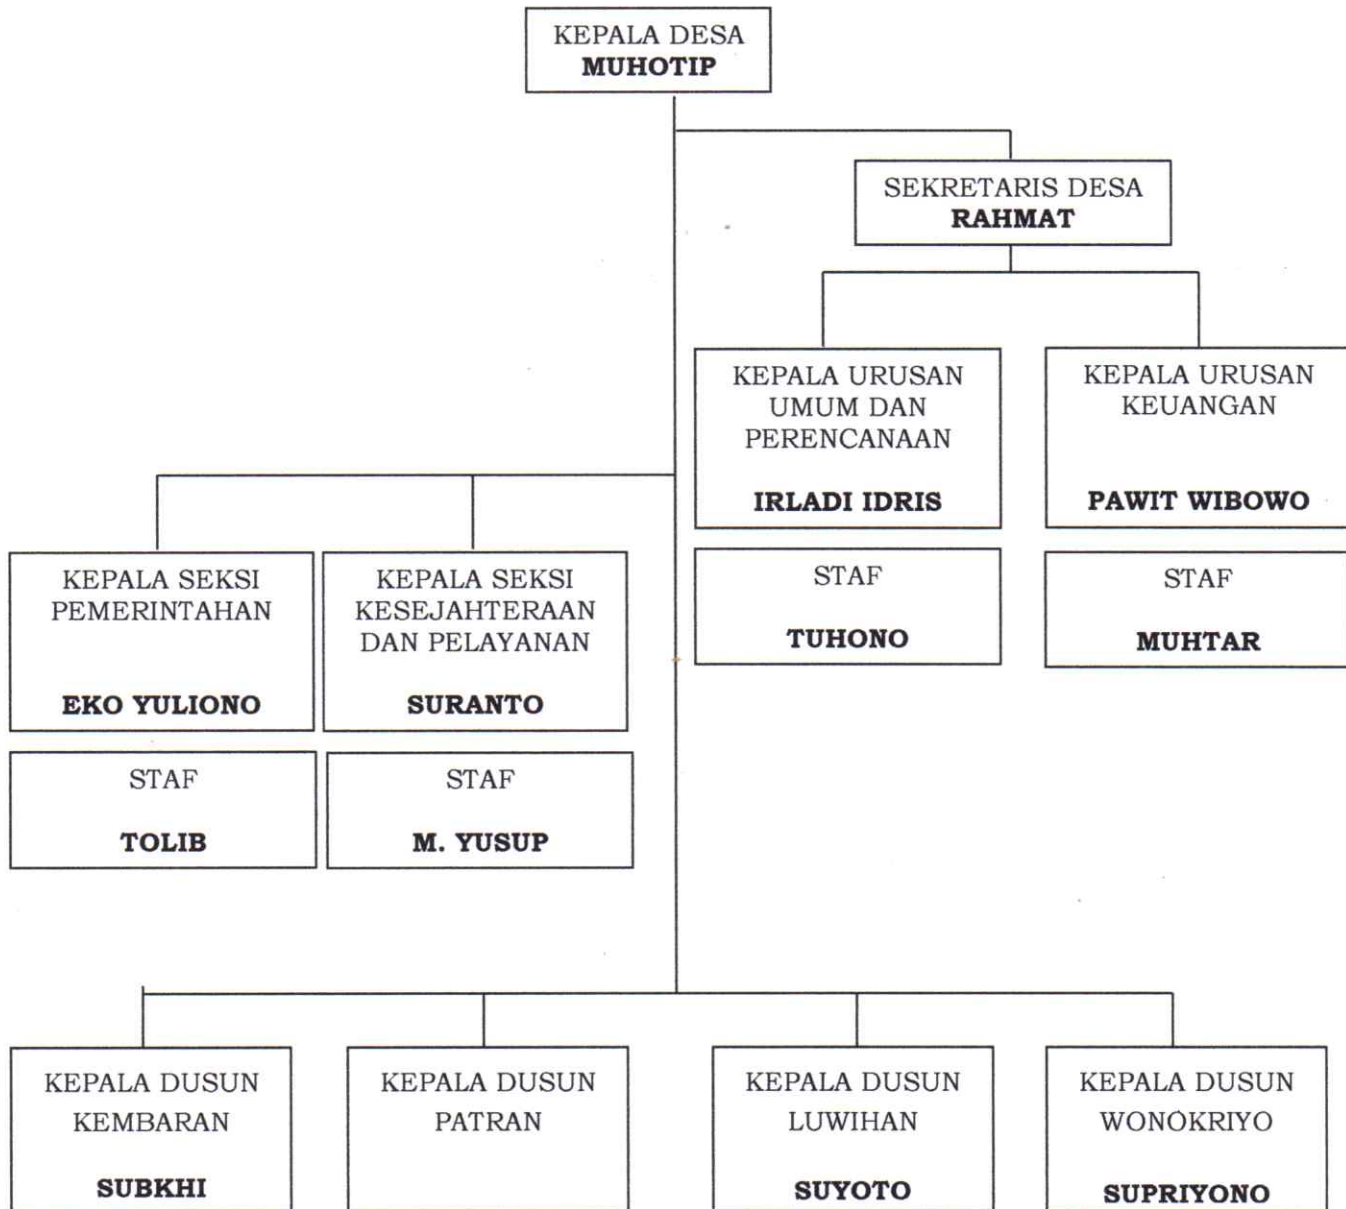 KEPALA DESA
MUHOTIP
SEKRETARIS DESA
RAHMAT
KEPALA URUSAN
UMUM DAN
PERENCANAAN
IRLADI IDRIS
KEPALA URUSAN
KEUANGAN
PAWIT WIBOWO
STAF
TUHONO
STAF
MUHTAR
KEPALA SEKSI
PEMERINTAHAN
EKO YULIONO
KEPALA SEKSI
KESEJAHTERAAN
DAN PELAYANAN
SURANTO
STAF
TOLIB
STAF
M. YUSUP
KEPALA DUSUN
KEMBARAN
SUBKHI
KEPALA DUSUN
PATRAN
KEPALA DUSUN
LUWIHAN
SUYOTO
KEPALA DUSUN
WONOKRIYO
SUPRIYONO